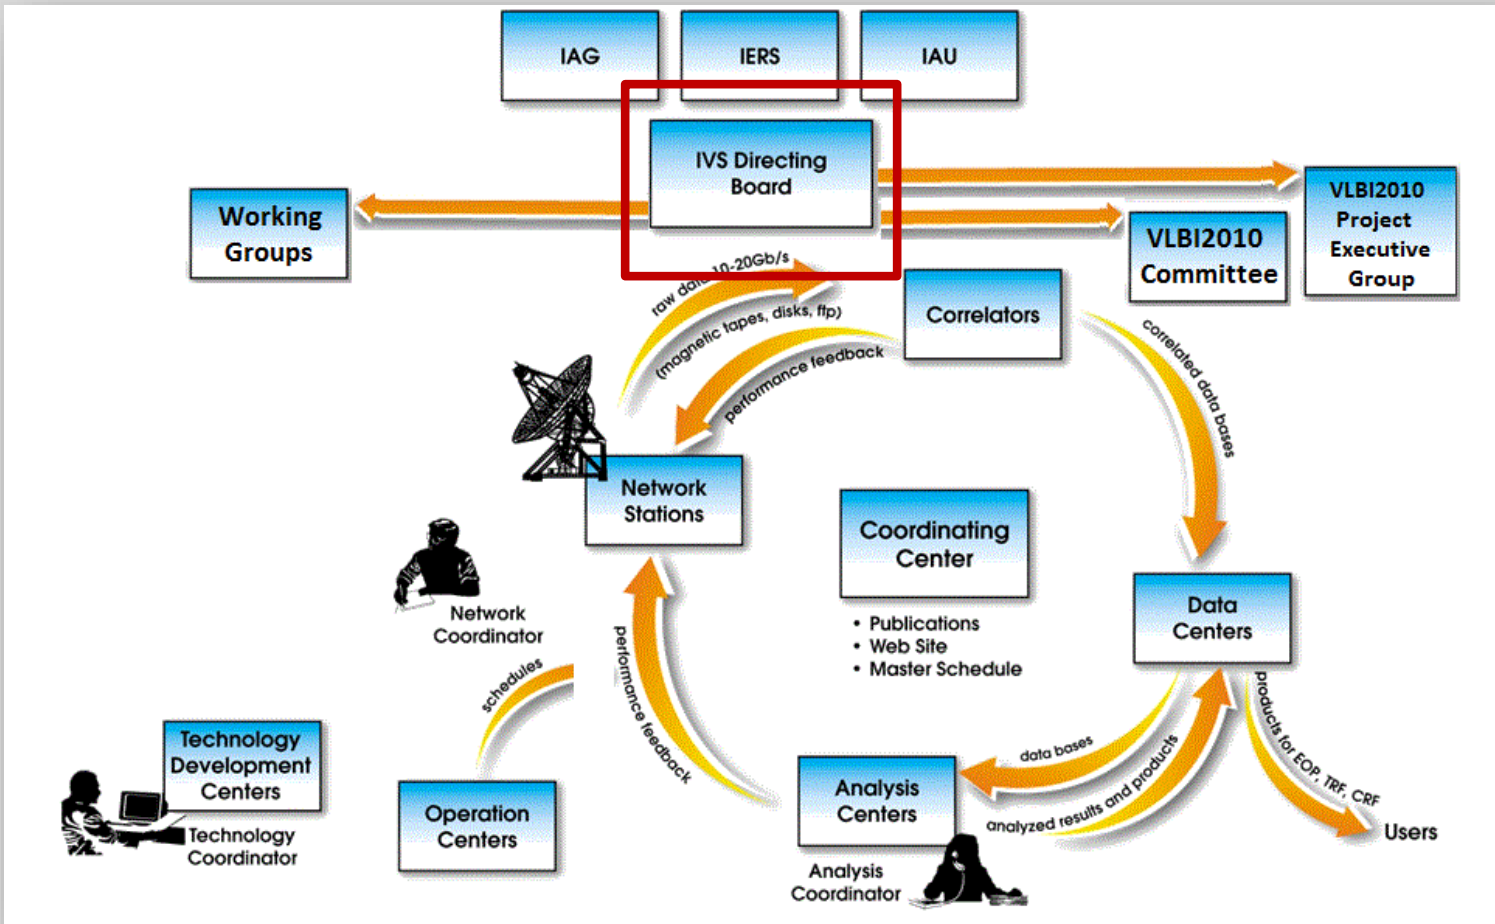 IAG
IERS
IAU
IVS Directing
Board
Working
Groups
VLBI2010
Committee
VLBI2010
Project
Executive
Group
raw data 10-20Gb/s
(magnetic tapes, disks, ftp)
performance feedback
Correlators
correlated data bases
Network
Stations
Coordinating
Center
• Publications
• Web Site
• Master Schedule
Network
Coordinator
schedules
performance feedback
Data
Centers
Technology
Development
Centers
Technology
Coordinator
Operation
Centers
Analysis
Centers
Analysis
Coordinator
data bases
analyzed results and products
products for EOP, TRF, CRF
Users